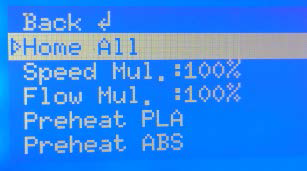 Back ↲
▷Home All
Speed Mul.:100%
Flow Mul. :100%
Preheat PLA
Preheat ABS